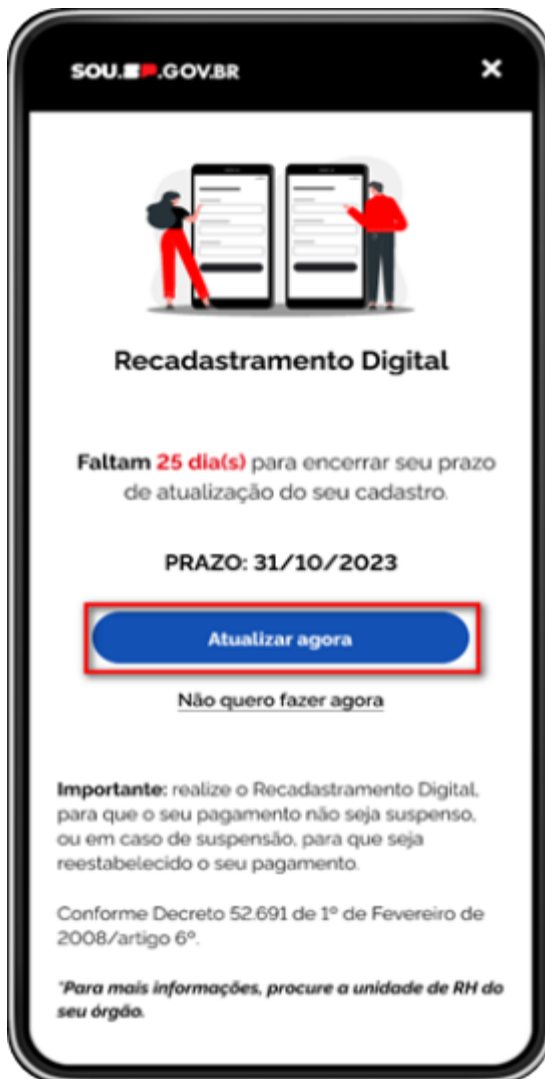 SOU.SP.GOV.BR
Recadastramento Digital
Faltam 25 dia(s) para encerrar seu prazo
de atualização do seu cadastro.
PRAZO: 31/10/2023
Atualizar agora
Não quero fazer agora
Importante: realize o Recadastramento Digital,
para que o seu pagamento não seja suspenso,
ou em caso de suspensão, para que seja
reestabelecido o seu pagamento.
Conforme Decreto 52.691 de 1º de Fevereiro de
2008/artigo 6º.
*Para mais informações, procure a unidade de RH do
seu órgão.